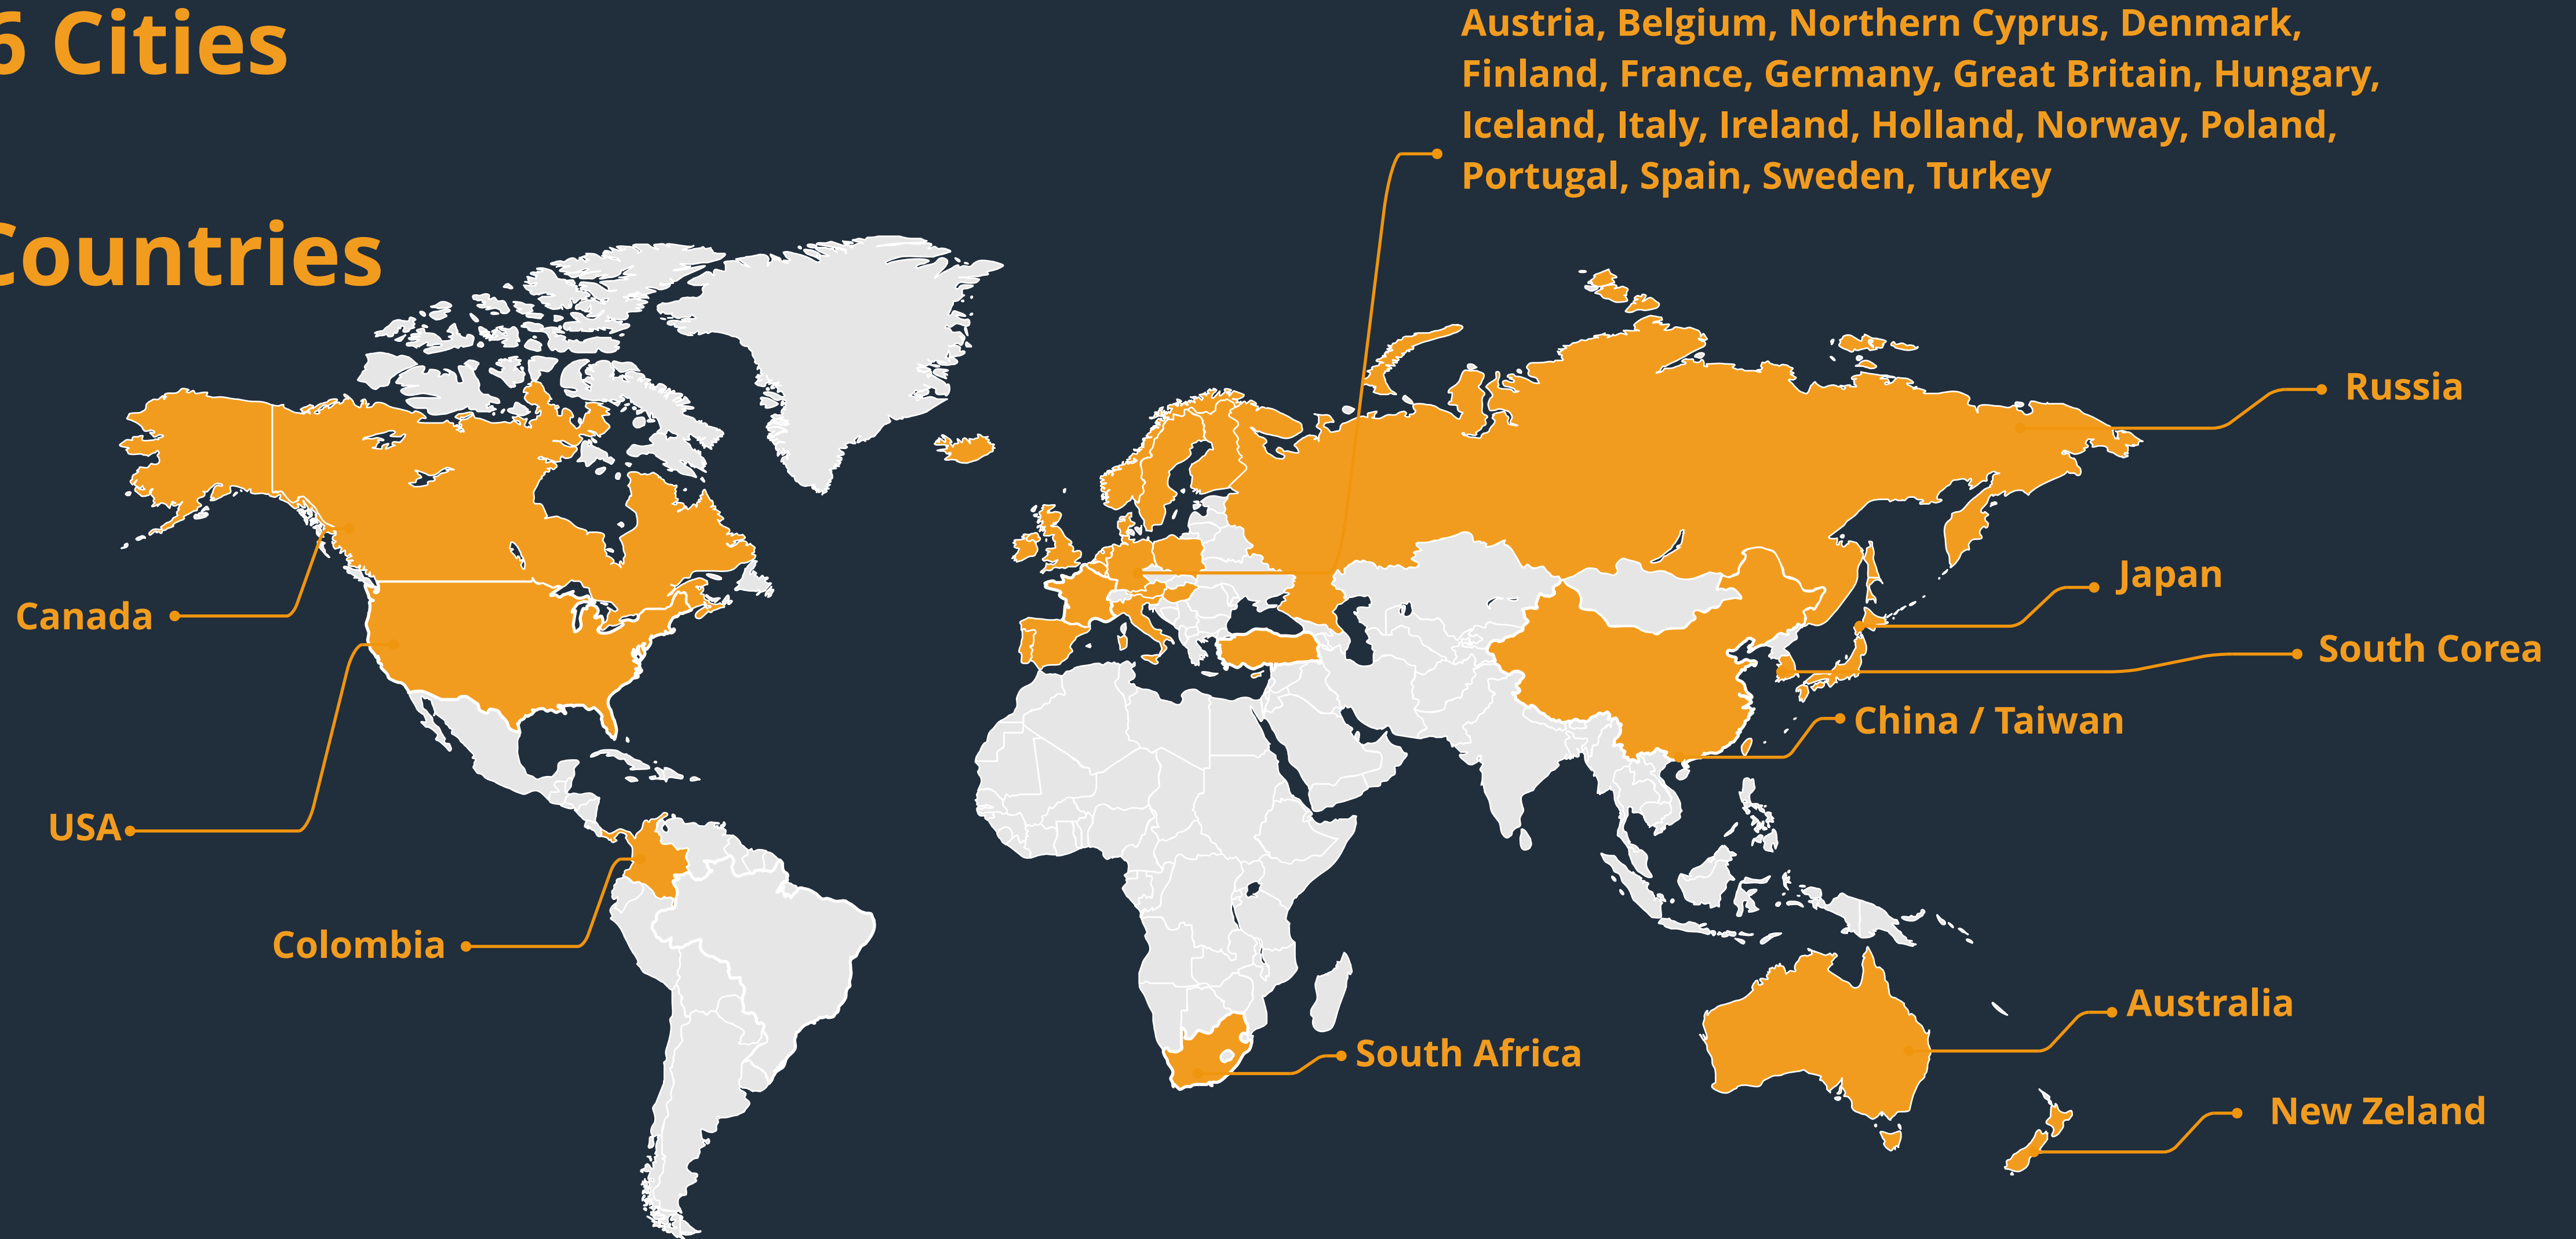 6 Cities
Countries
Austria, Belgium, Northern Cyprus, Denmark,
Finland, France, Germany, Great Britain, Hungary,
Iceland, Italy, Ireland, Holland, Norway, Poland,
Portugal, Spain, Sweden, Turkey
Russia
Japan
South Corea
China / Taiwan
Canada
USA
Colombia
South Africa
Australia
New Zeland